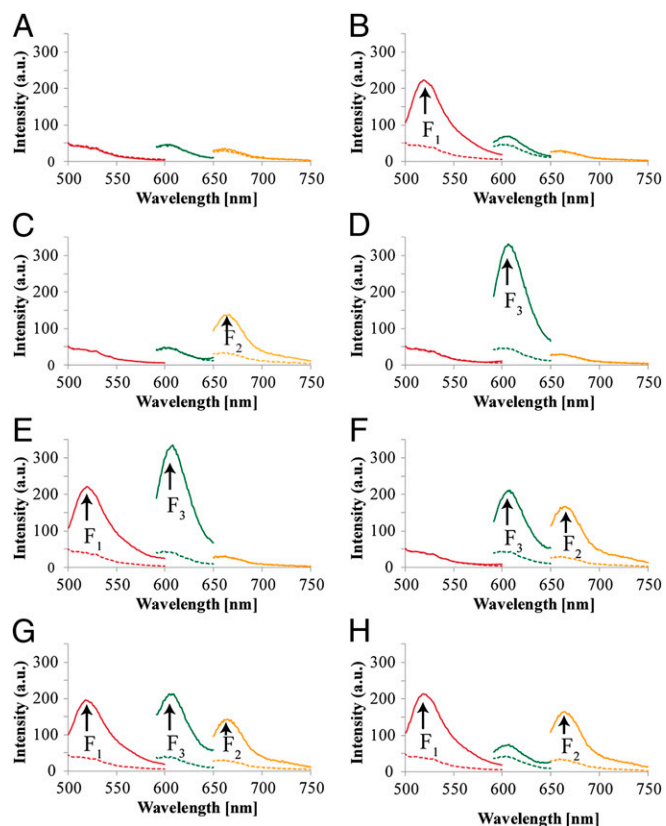 A
Intensity (a.u.)
300
200
100
0
500 550 600 650 700 750
Wavelength [nm]
B
Intensity (a.u.)
300
200
100
0
F1
500 550 600 650 700 750
Wavelength [nm]
C
Intensity (a.u.)
300
200
100
0
F2
500 550 600 650 700 750
Wavelength [nm]
D
Intensity (a.u.)
300
200
100
0
F3
500 550 600 650 700 750
Wavelength [nm]
E
Intensity (a.u.)
300
200
100
0
F1 F3
500 550 600 650 700 750
Wavelength [nm]
F
Intensity (a.u.)
300
200
100
0
F3 F2
500 550 600 650 700 750
Wavelength [nm]
G
Intensity (a.u.)
300
200
100
0
F1 F3 F2
500 550 600 650 700 750
Wavelength [nm]
H
Intensity (a.u.)
300
200
100
0
F1 F2
500 550 600 650 700 750
Wavelength [nm]